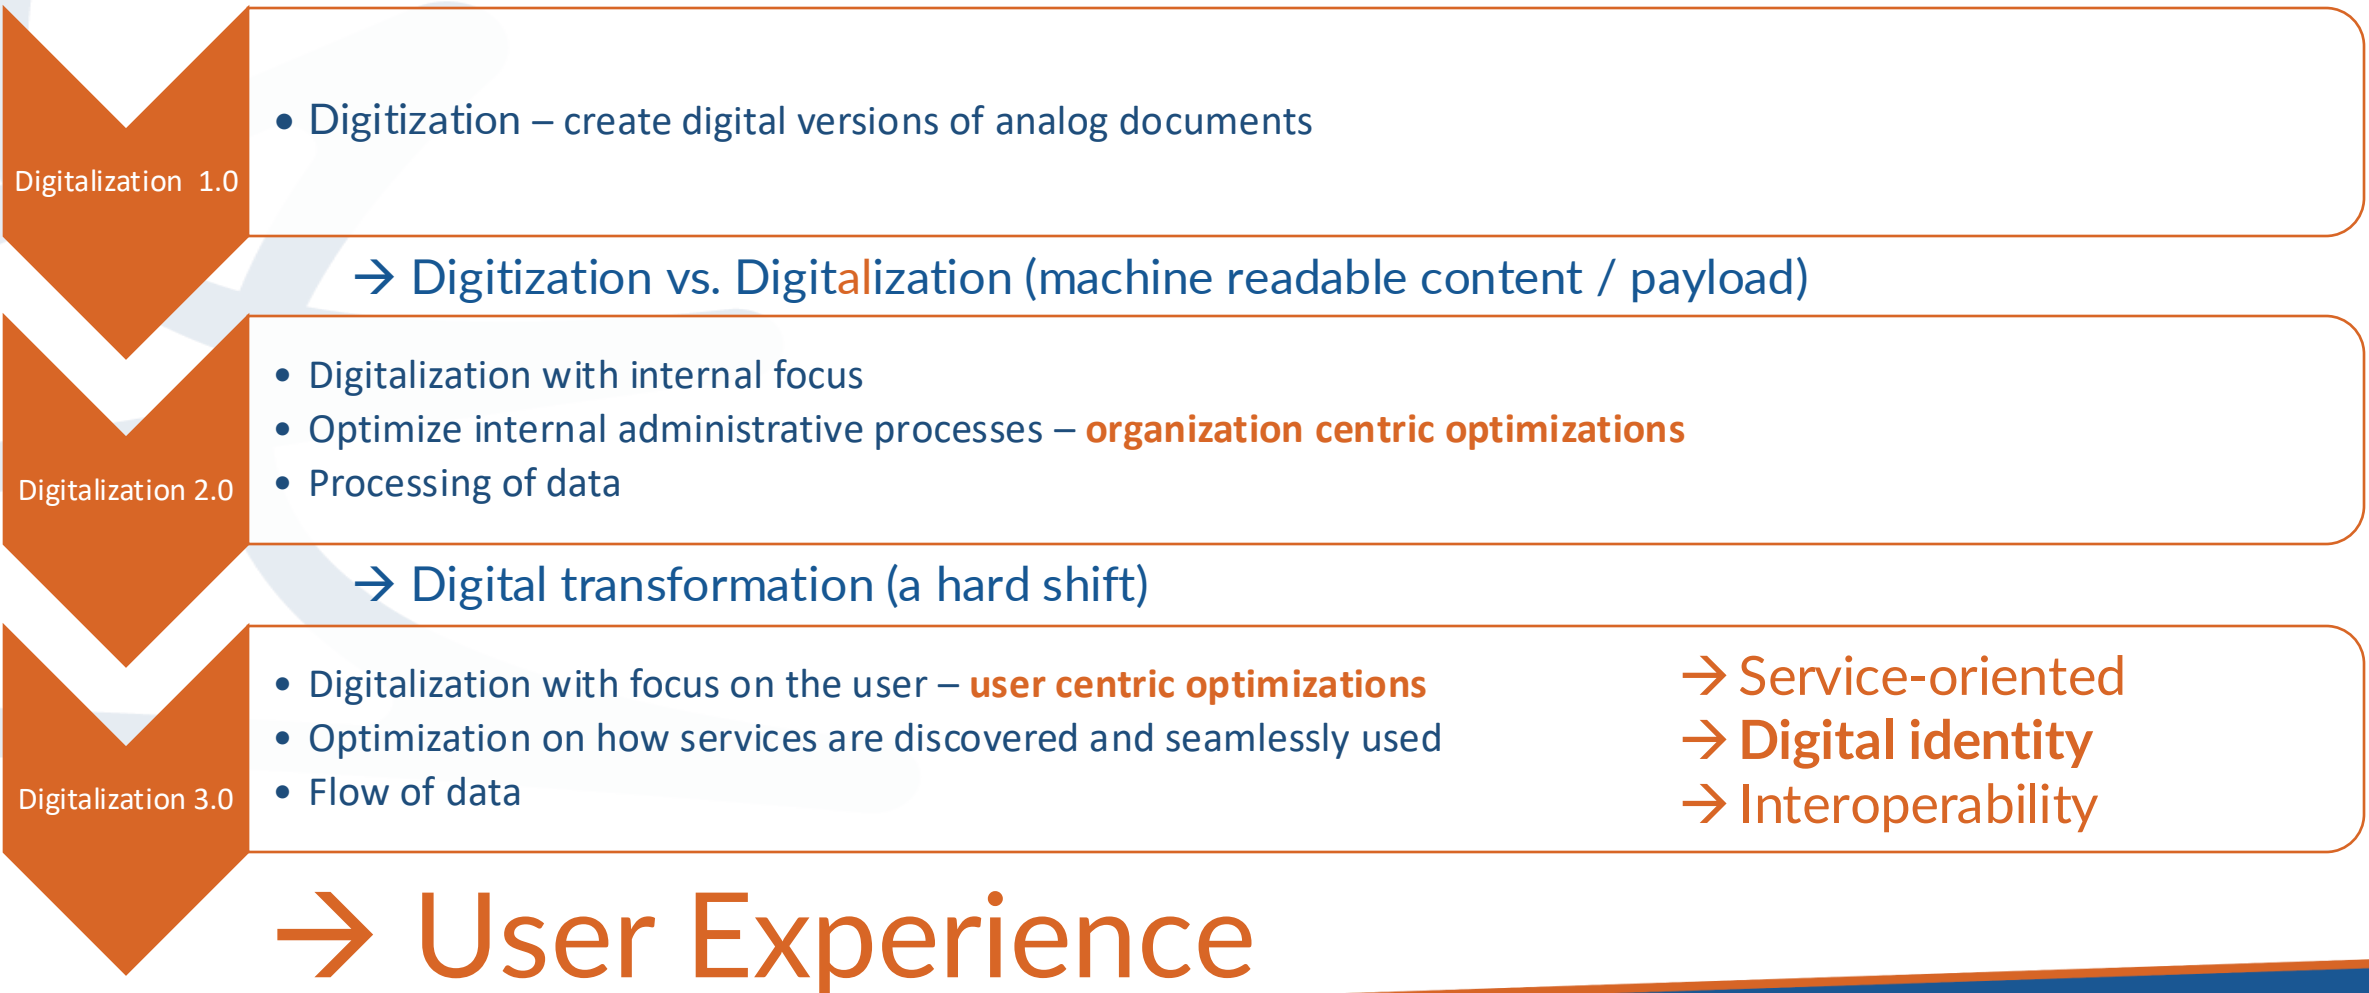 Digitalization 1.0
• Digitization – create digital versions of analog documents
→ Digitization vs. Digitalization (machine readable content / payload)
Digitalization 2.0
• Digitalization with internal focus
• Optimize internal administrative processes – organization centric optimizations
• Processing of data
→ Digital transformation (a hard shift)
Digitalization 3.0
• Digitalization with focus on the user – user centric optimizations
• Optimization on how services are discovered and seamlessly used
• Flow of data
→ Service-oriented
→ Digital identity
→ Interoperability
→ User Experience